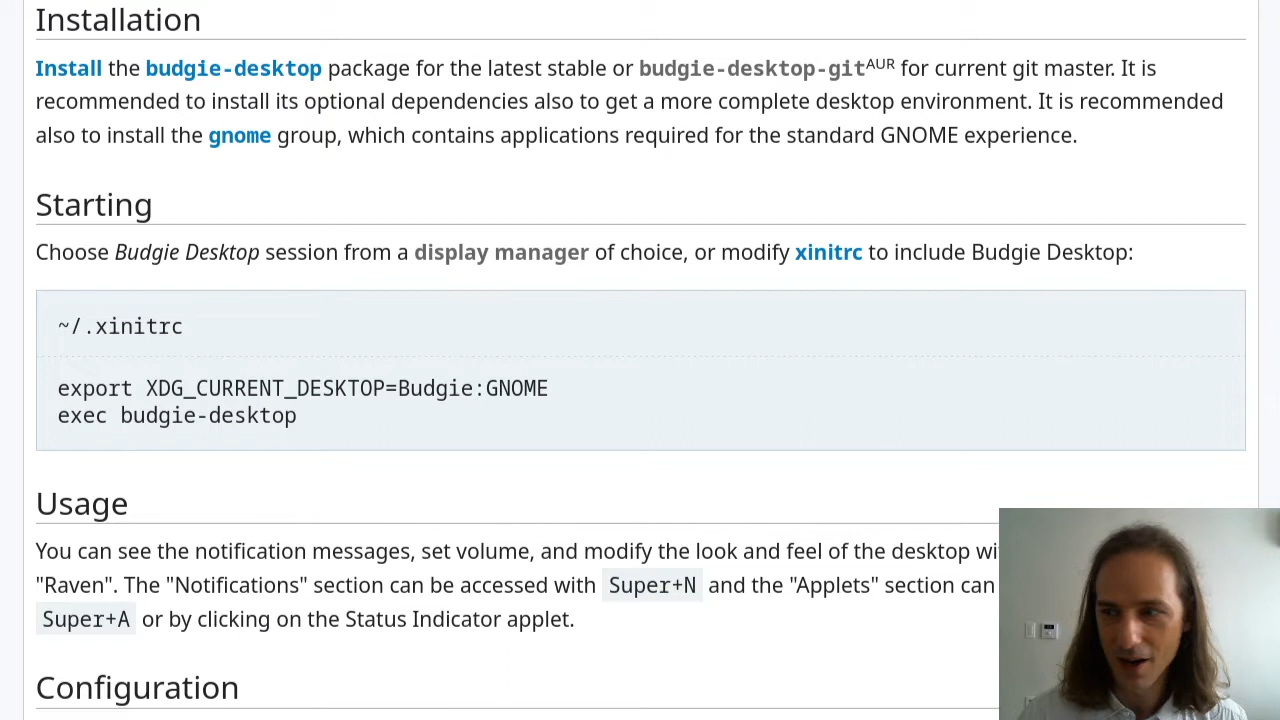 Installation
Install the budgie-desktop package for the latest stable or budgie-desktop-gitAUR for current git master. It is
recommended to install its optional dependencies also to get a more complete desktop environment. It is recommended
also to install the gnome group, which contains applications required for the standard GNOME experience.
Starting
Choose Budgie Desktop session from a display manager of choice, or modify xinitrc to include Budgie Desktop:
~/.xinitrc
export XDG_CURRENT_DESKTOP=Budgie:GNOME
exec budgie-desktop
Usage
You can see the notification messages, set volume, and modify the look and feel of the desktop wi
"Raven". The "Notifications" section can be accessed with Super+N and the "Applets" section can
Super+A or by clicking on the Status Indicator applet.
Configuration